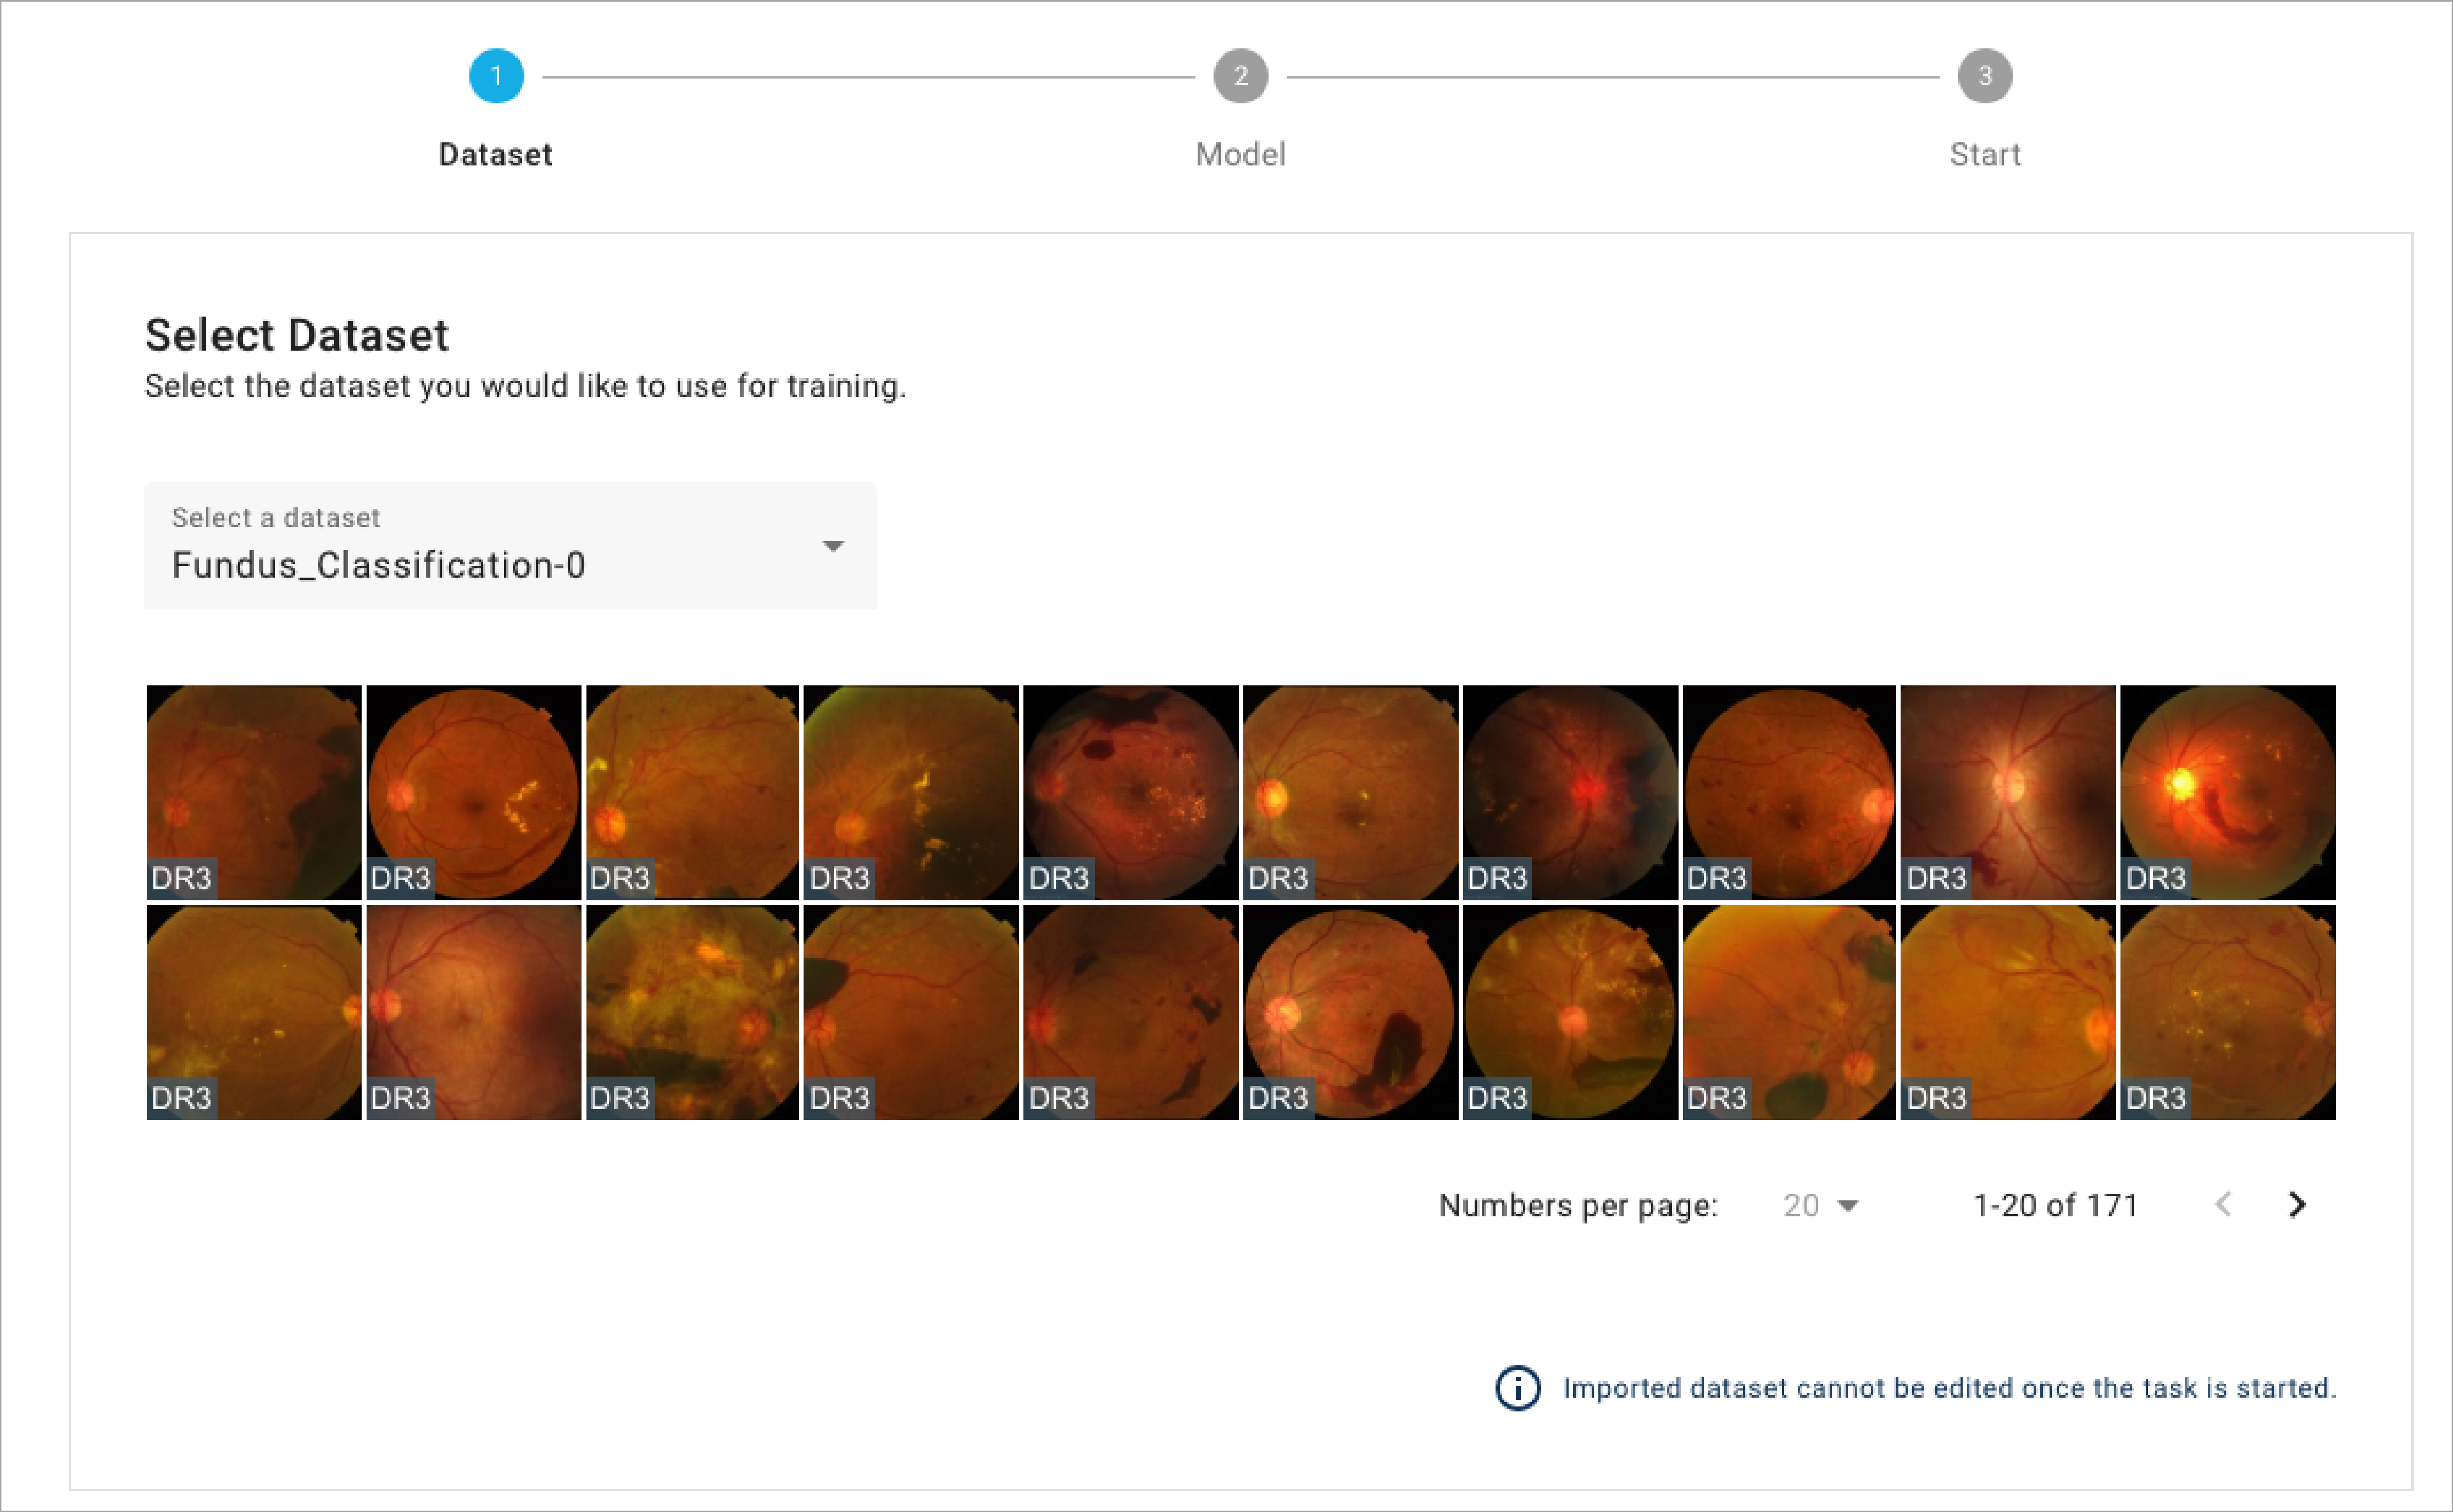 1
2
3
Dataset
Model
Start
Select Dataset
Select the dataset you would like to use for training.
Select a dataset
Fundus_Classification-0
DR3 DR3 DR3 DR3 DR3 DR3 DR3 DR3 DR3 DR3
DR3 DR3 DR3 DR3 DR3 DR3 DR3 DR3 DR3 DR3
Numbers per page: 20 1-20 of 171
Imported dataset cannot be edited once the task is started.